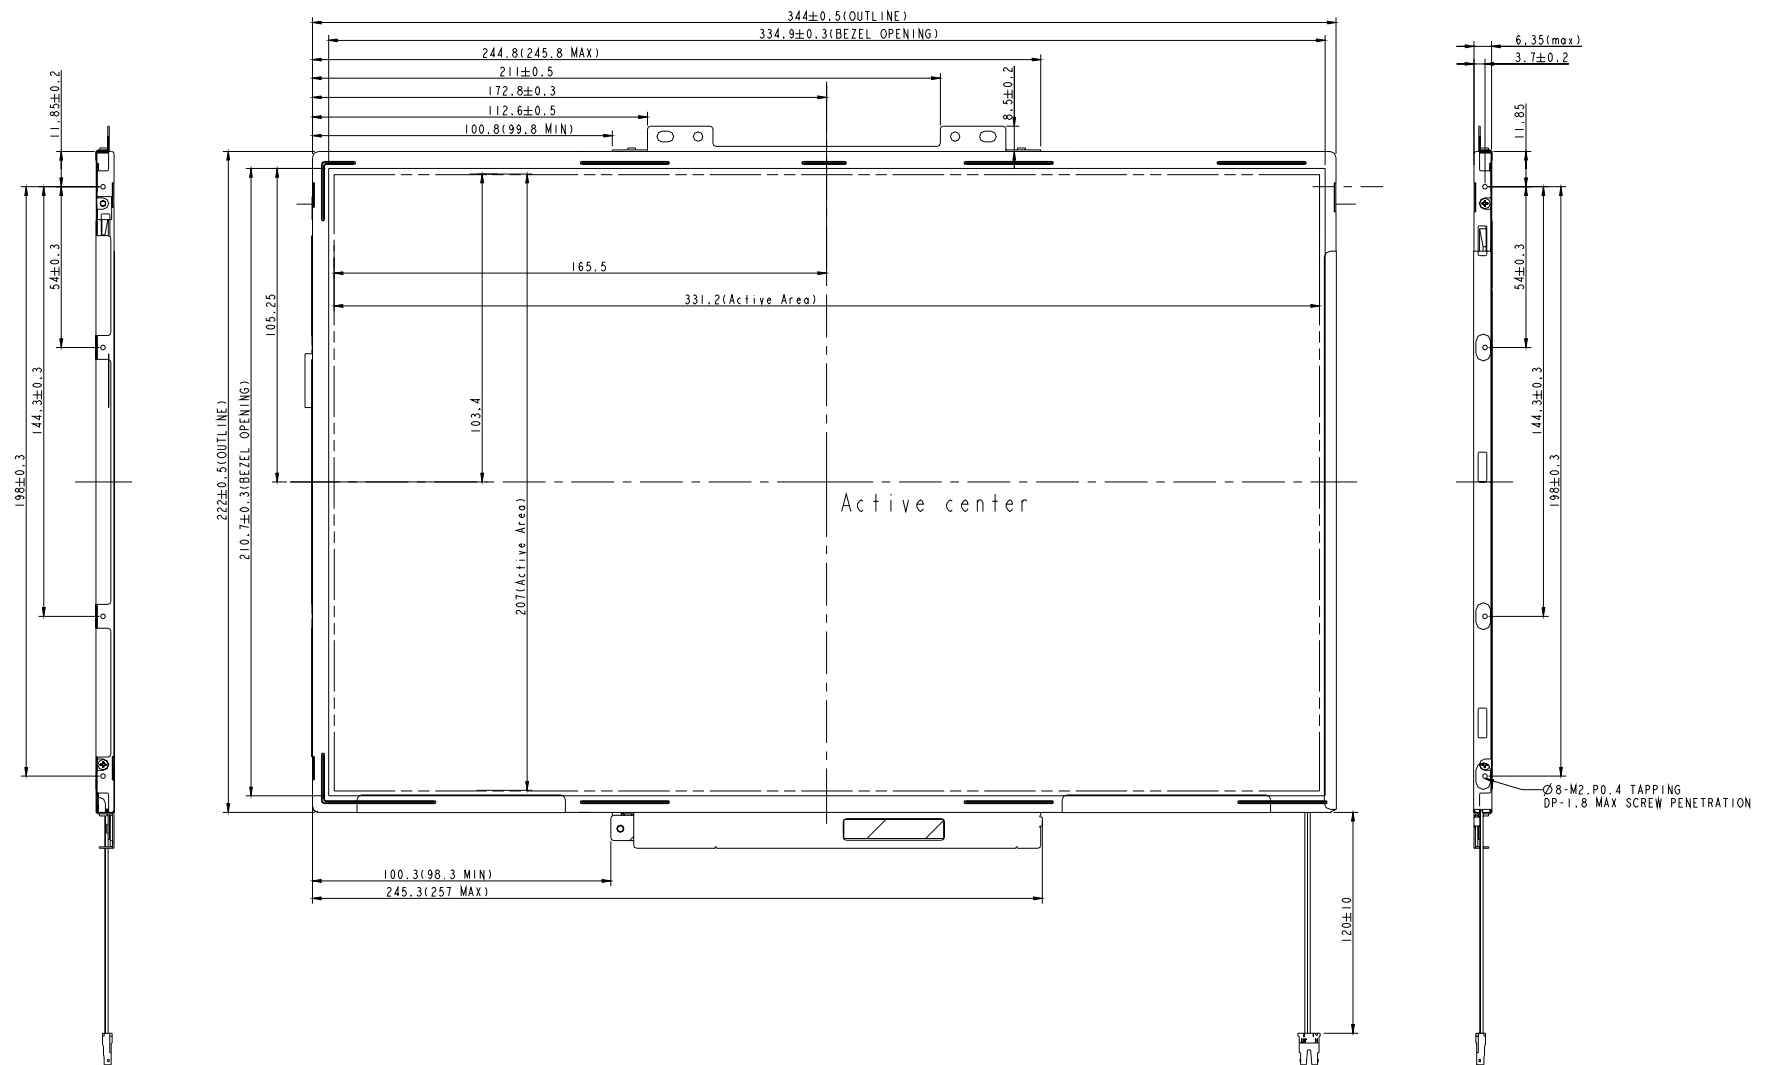 344±0.5(OUTLINE)
334.9±0.3(BEZEL OPENING)
244.8(245.8 MAX)
211±0.5
172.8±0.3
112.6±0.5
100.8(99.8 MIN)
8.5±0.2
6.35(max)
3.7±0.2
11.85±0.2
54±0.3
144.3±0.3
198±0.3
222±0.5(OUTLINE)
210.7±0.3(BEZEL OPENING)
105.25
103.4
207(Active Area)
165.5
331.2(Active Area)
Active center
11.85
54±0.3
144.3±0.3
198±0.3
Ø8-M2.P0.4 TAPPING
DP-1.8 MAX SCREW PENETRATION
100.3(98.3 MIN)
245.3(257 MAX)
120±10